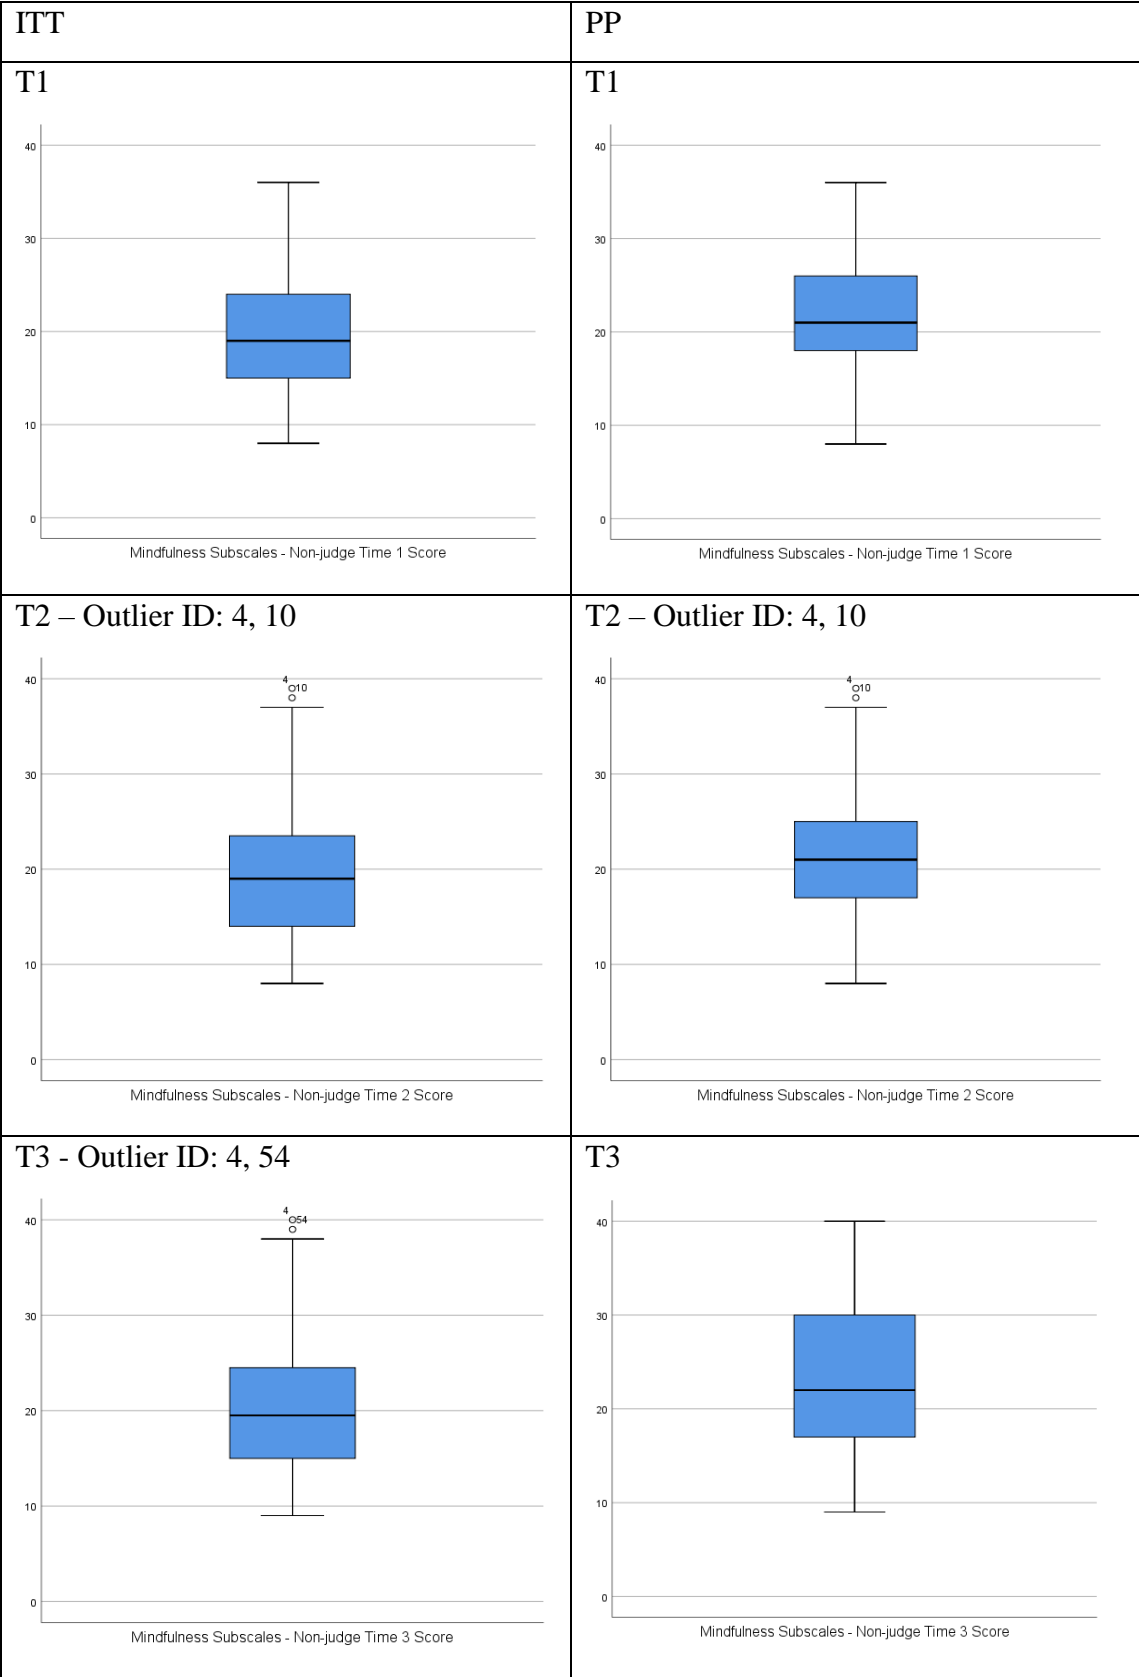 ITT
PP
T1
40
30
20
10
0
Mindfulness Subscales - Non-judge Time 1 Score
T1
40
30
20
10
0
Mindfulness Subscales - Non-judge Time 1 Score
T2 – Outlier ID: 4, 10
40
30
20
10
0
4
10
Mindfulness Subscales - Non-judge Time 2 Score
T2 – Outlier ID: 4, 10
40
30
20
10
0
4
10
Mindfulness Subscales - Non-judge Time 2 Score
T3 - Outlier ID: 4, 54
40
30
20
10
0
4
54
Mindfulness Subscales - Non-judge Time 3 Score
T3
40
30
20
10
0
Mindfulness Subscales - Non-judge Time 3 Score